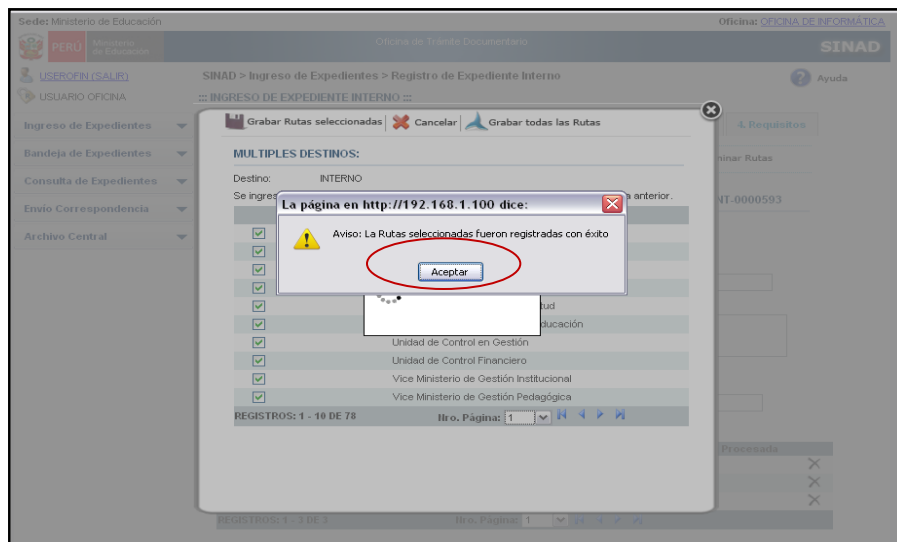 Sede: Ministerio de Educación Oficina: OFICINA DE INFORMÁTICA
PERÚ Ministerio de Educación Oficina de Trámite Documentario SINAD
USEROFIN (SALIR) SINAD > Ingreso de Expedientes > Registro de Expediente Interno Ayuda
USUARIO OFICINA ::: INGRESO DE EXPEDIENTE INTERNO :::
Ingreso de Expedientes Grabar Rutas seleccionadas Cancelar Grabar todas las Rutas 4. Requisitos
Bandeja de Expedientes MULTIPLES DESTINOS: Rutas
Consulta de Expedientes Destino: INTERNO
Se anterior.
Envío Correspondencia La página en http://192.168.1.100 dice: NT-0000593
Archivo Central Aviso: La Rutas seleccionadas fueron registradas con éxito
Aceptar
Unidad de Control en Gestión
Unidad de Control Financiero
Vice Ministerio de Gestión Institucional
Vice Ministerio de Gestión Pedagógica
REGISTROS: 1 - 10 DE 78 Nro. Página: 1
Procesada
REGISTROS: 1 - 3 DE 3 Nro. Página: 1